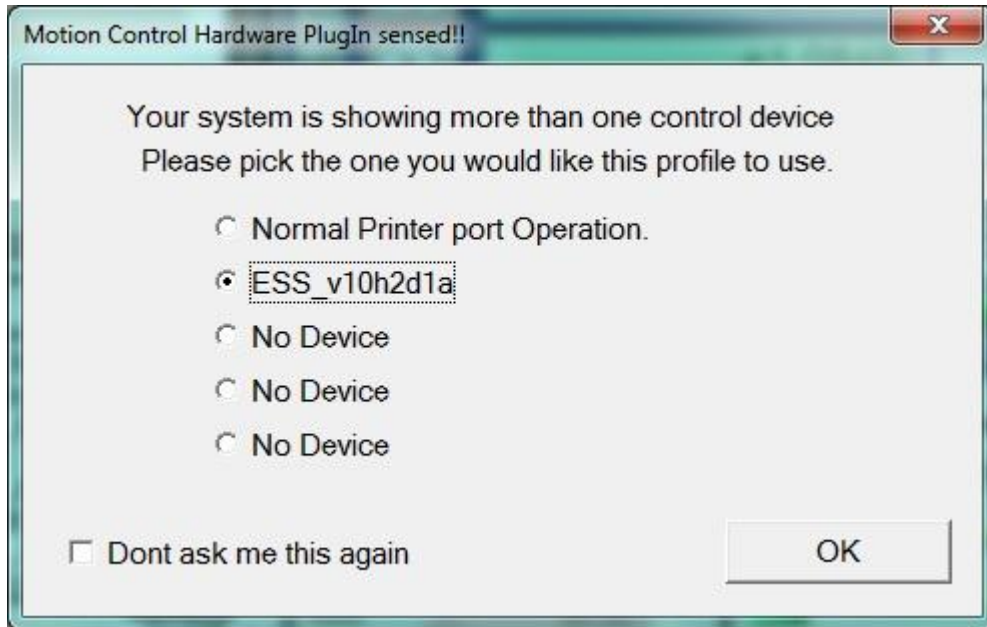 Motion Control Hardware PlugIn sensed!!
Your system is showing more than one control device
Please pick the one you would like this profile to use.
Normal Printer port Operation.
ESS_v10h2d1a
No Device
No Device
No Device
Dont ask me this again
OK